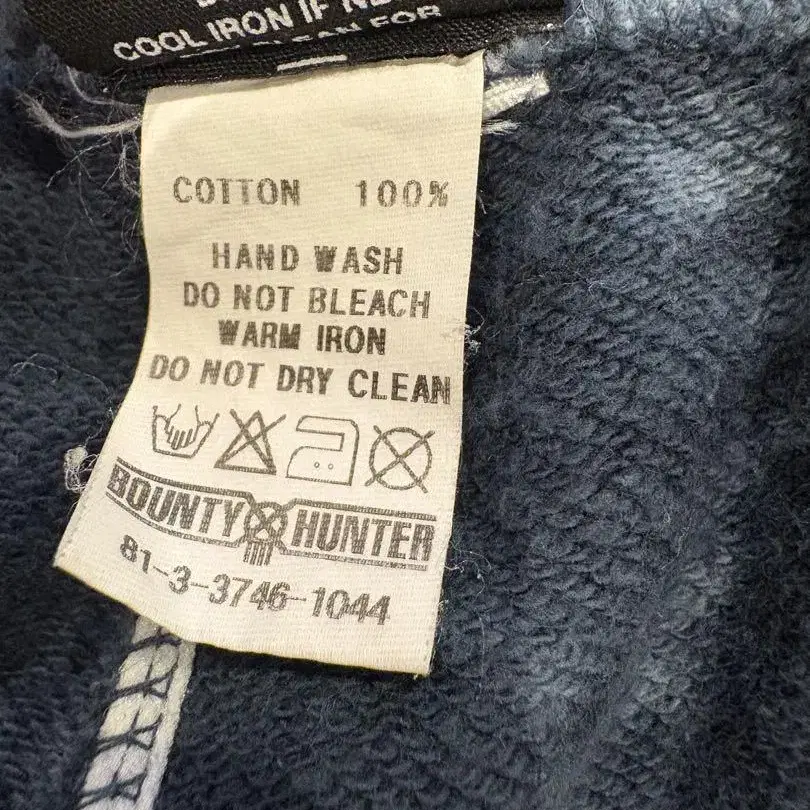 COOL IRON IF
COTTON 100%
HAND WASH
DO NOT BLEACH
WARM IRON
DO NOT DRY CLEAN
BOUNTY HUNTER
81-3-3746-1044